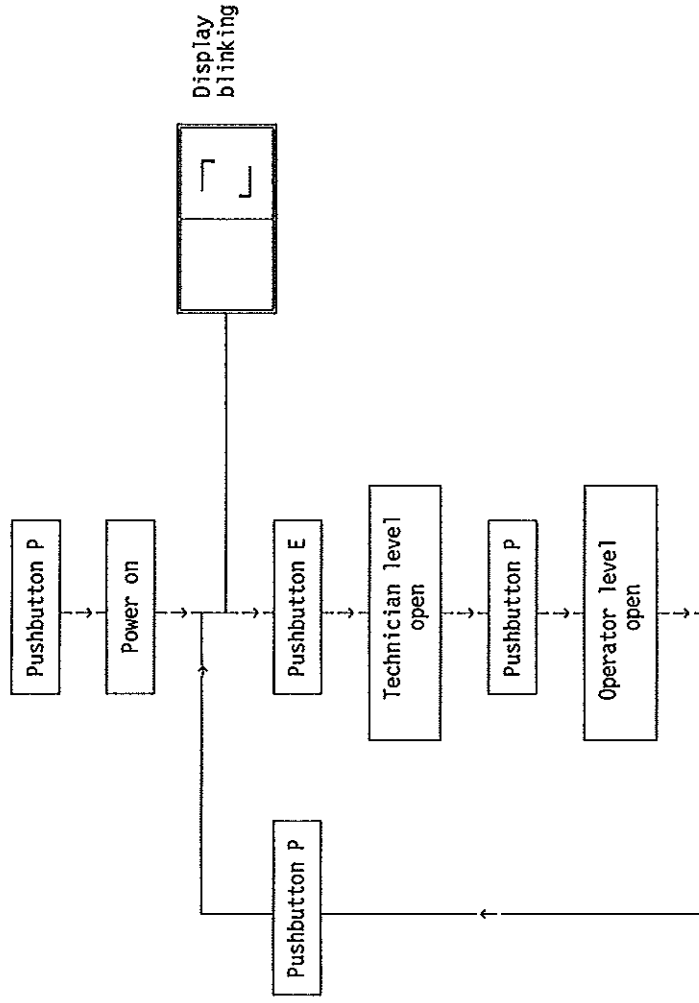 Display
blinking
Pushbutton P
Power on
Pushbutton E
Technician level
open
Pushbutton P
Operator level
open
Pushbutton P